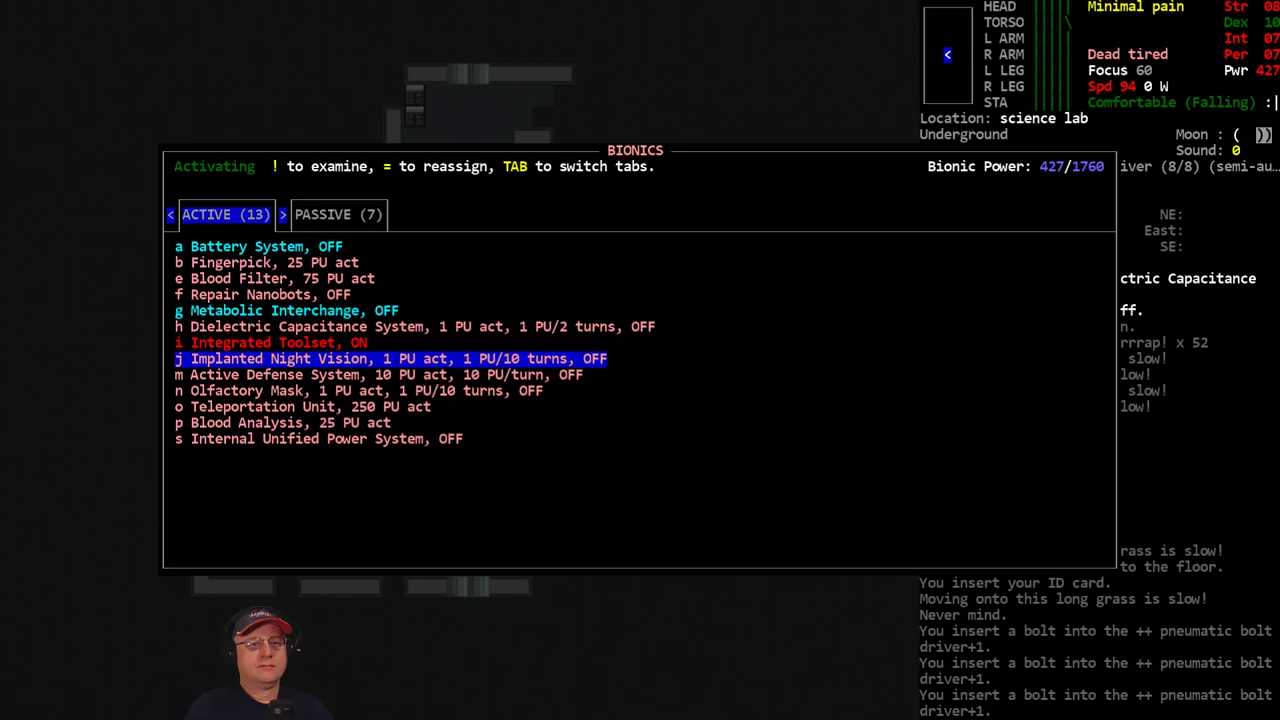 HEAD Minimal pain Str 08
TORSO Dex 10
L ARM Int 07
< R ARM Dead tired Per 07
L LEG Focus 60 Pwr 427
R LEG Spd 94 0 W
STA Comfortable (Falling) :
Location: science lab
Underground Moon : ( ))
Sound: 0
BIONICS
Activating ! to examine, = to reassign, TAB to switch tabs. Bionic Power: 427/1760
iver (8/8) (semi-au…
< ACTIVE (13) > PASSIVE (7)
NE:
East:
SE:
a Battery System, OFF
b Fingerpick, 25 PU act
e Blood Filter, 75 PU act
ctric Capacitance
f Repair Nanobots, OFF
g Metabolic Interchange, OFF
ff.
h Dielectric Capacitance System, 1 PU act, 1 PU/2 turns, OFF
n.
i Integrated Toolset, ON
rrrap! x 52
j Implanted Night Vision, 1 PU act, 1 PU/10 turns, OFF
slow!
m Active Defense System, 10 PU act, 10 PU/turn, OFF
low!
n Olfactory Mask, 1 PU act, 1 PU/10 turns, OFF
slow!
o Teleportation Unit, 250 PU act
low!
p Blood Analysis, 25 PU act
s Internal Unified Power System, OFF
rass is slow!
to the floor.
You insert your ID card.
Moving onto this long grass is slow!
Never mind.
You insert a bolt into the ++ pneumatic bolt
driver+1.
You insert a bolt into the ++ pneumatic bolt
driver+1.
You insert a bolt into the ++ pneumatic bolt
driver+1.